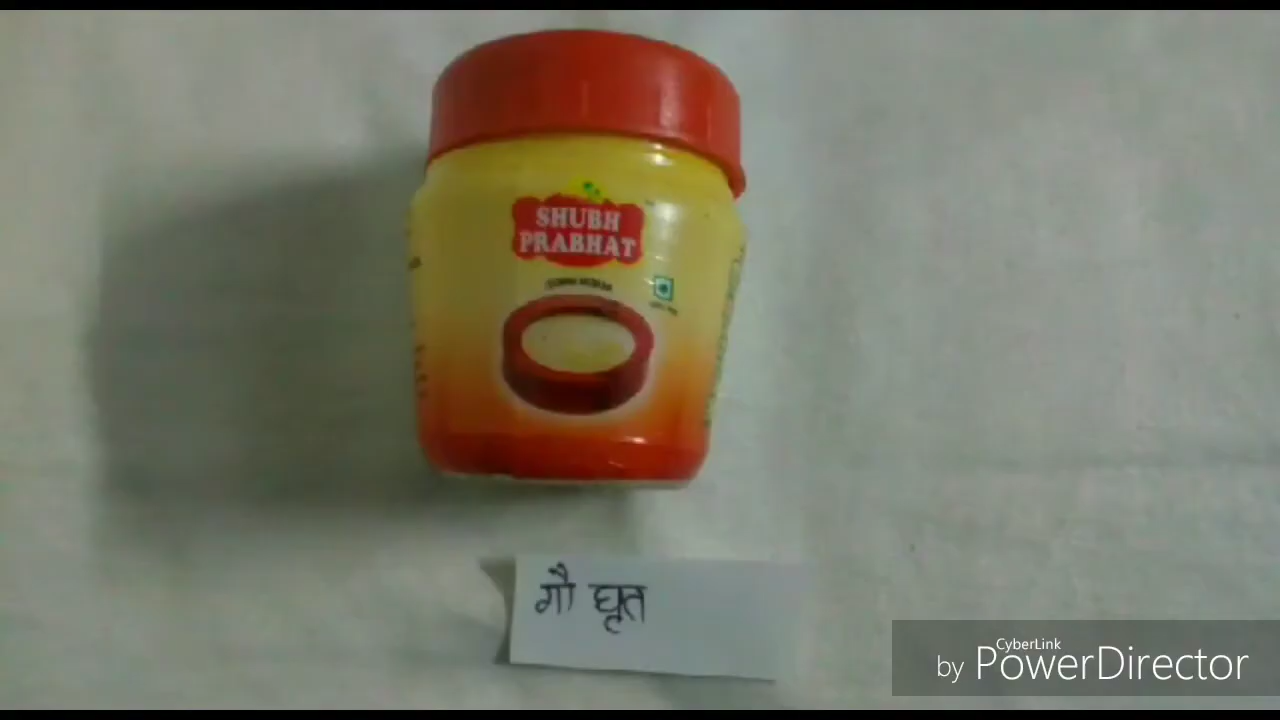 SHUBH
PRABHAT
गौ घृत
CyberLink
by PowerDirector